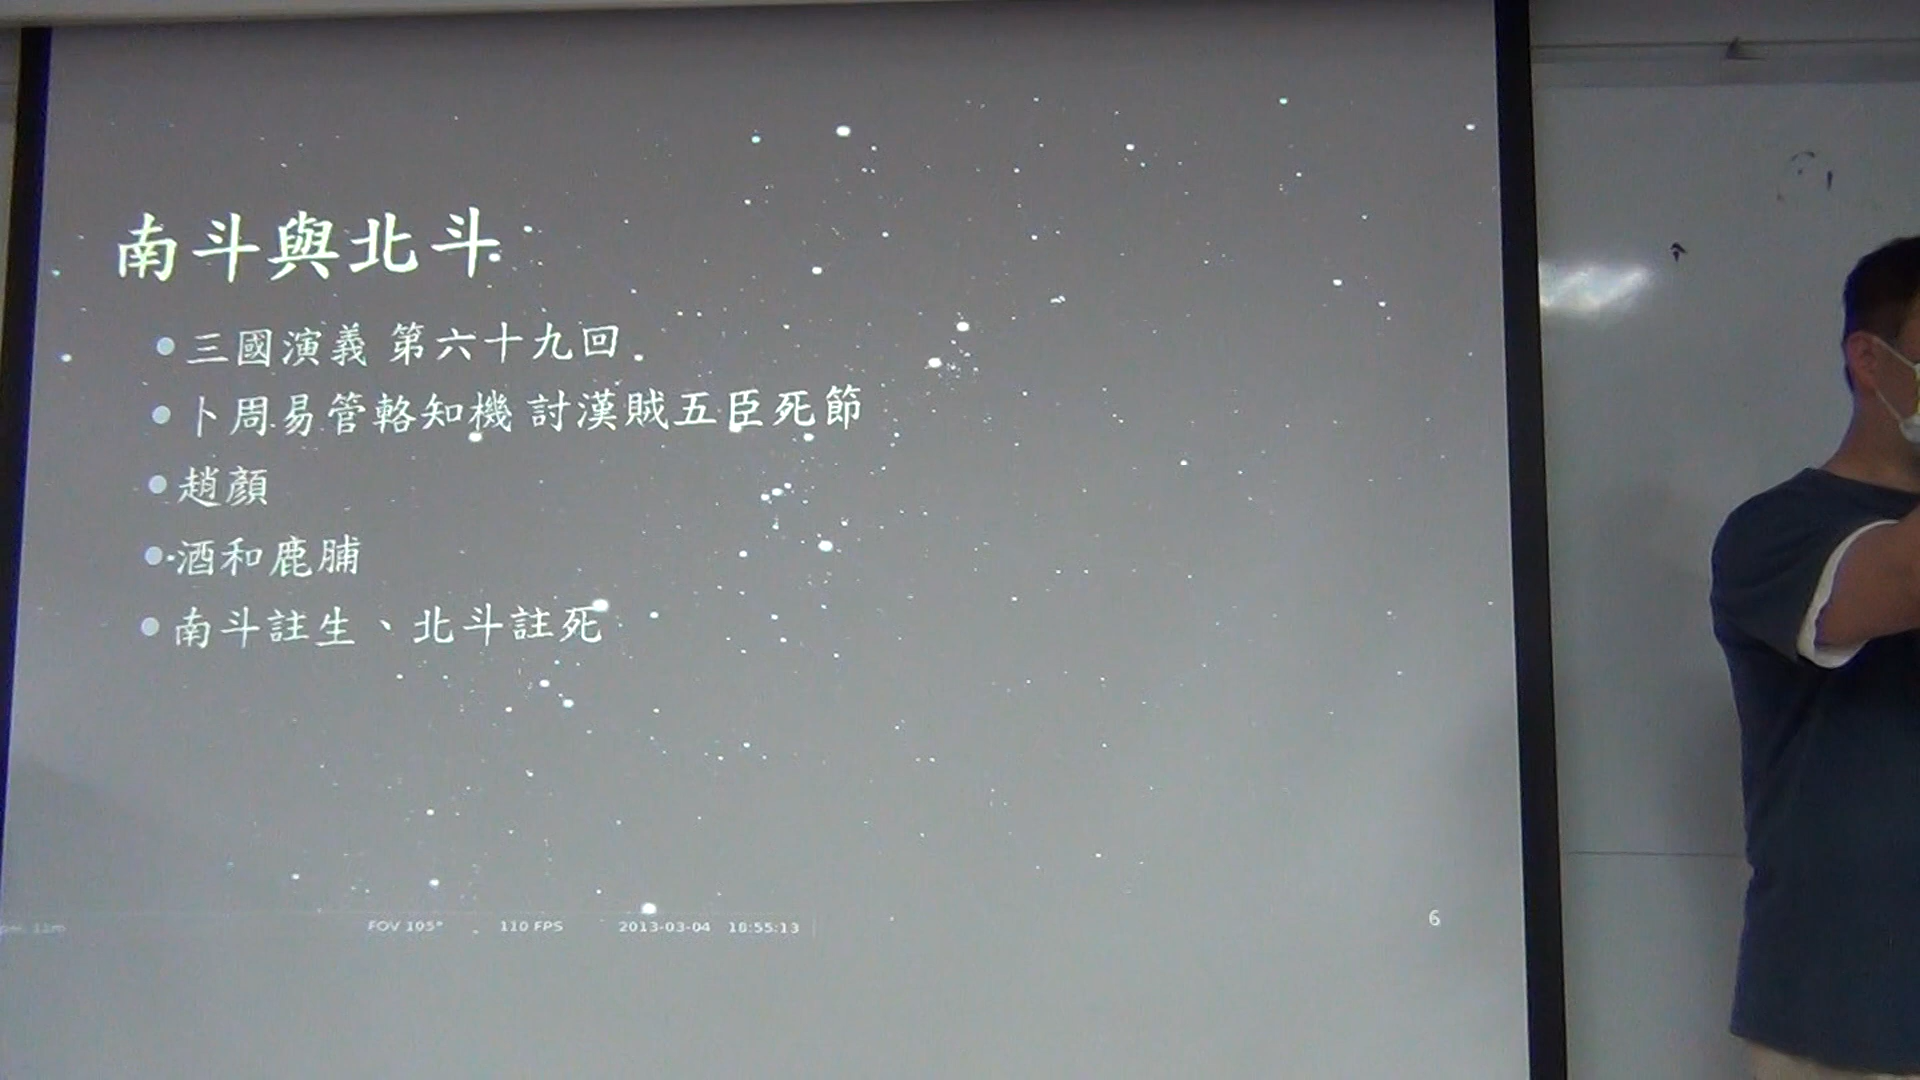 南斗與北斗
三國演義 第六十九回
卜周易管輅知機 討漢賊五臣死節
趙顏
酒和鹿脯
南斗註生、北斗註死
FOV 105° 110 FPS 2013-03-04 18:55:13
6